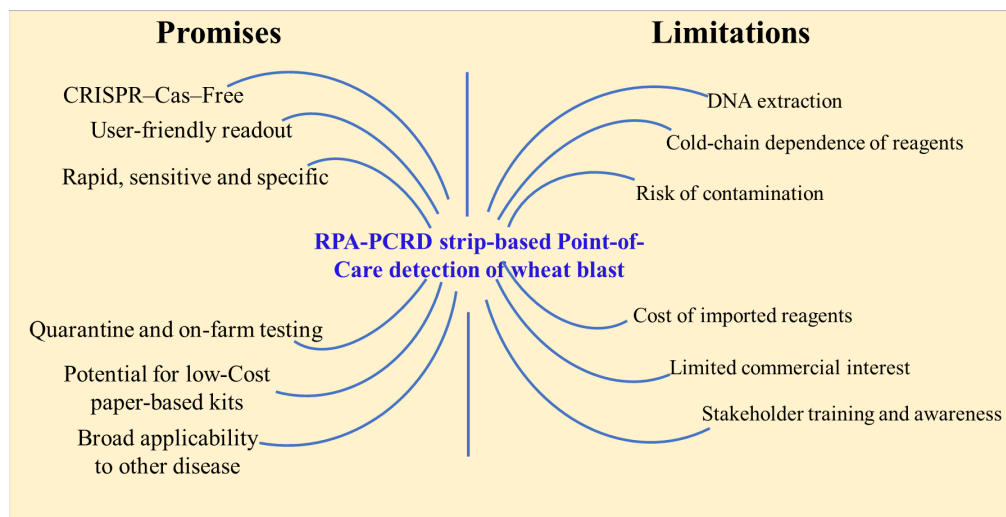 Promises
CRISPR–Cas–Free
User-friendly readout
Rapid, sensitive and specific
Limitations
DNA extraction
Cold-chain dependence of reagents
Risk of contamination
RPA-PCRD strip-based Point-of-
Care detection of wheat blast
Quarantine and on-farm testing
Potential for low-Cost
paper-based kits
Broad applicability
to other disease
Cost of imported reagents
Limited commercial interest
Stakeholder training and awareness